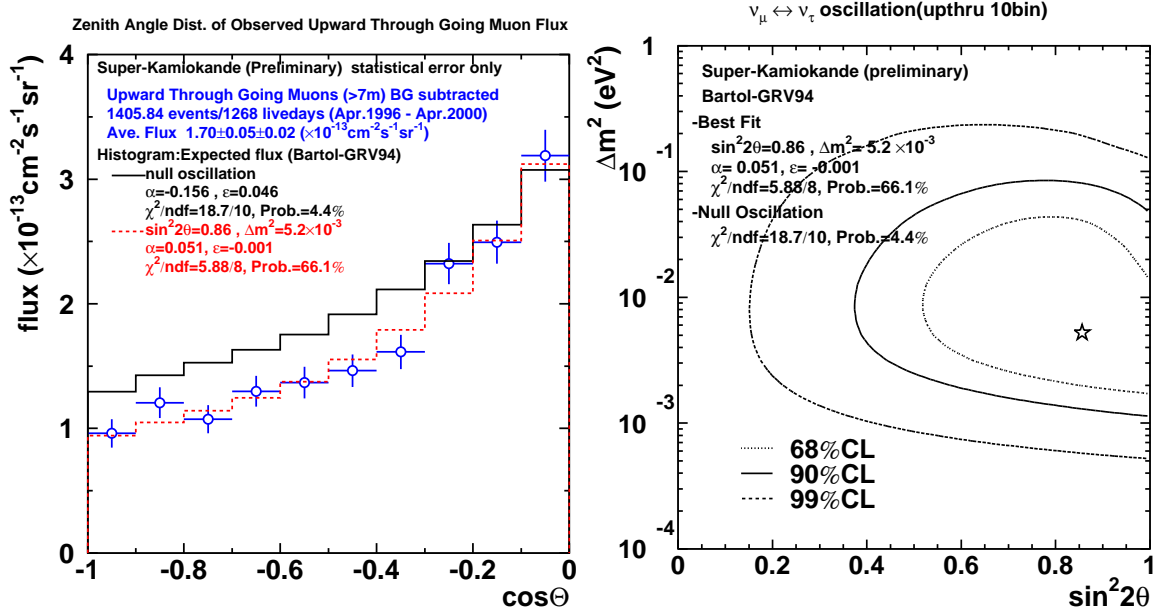 Zenith Angle Dist. of Observed Upward Through Going Muon Flux
Super-Kamiokande (Preliminary) statistical error only
Upward Through Going Muons (>7m) BG subtracted
1405.84 events/1268 livedays (Apr.1996 - Apr.2000)
Ave. Flux 1.70±0.05±0.02 (×10⁻¹³cm⁻²s⁻¹sr⁻¹)
Histogram:Expected flux (Bartol-GRV94)
null oscillation
α=-0.156 , ε=0.046
χ²/ndf=18.7/10, Prob.=4.4%
sin²2θ=0.86 , Δm²=5.2×10⁻³
α=0.051, ε=-0.001
χ²/ndf=5.88/8, Prob.=66.1%
flux (×10⁻¹³cm⁻²s⁻¹sr⁻¹)
4
3
2
1
0
-1 -0.8 -0.6 -0.4 -0.2 0
cosΘ
ν_μ ↔ ν_τ oscillation(upthru 10bin)
Super-Kamiokande (preliminary)
Bartol-GRV94
-Best Fit
sin²2θ=0.86 , Δm²=5.2 ×10⁻³
α= 0.051, ε= -0.001
χ²/ndf=5.88/8, Prob.=66.1%
-Null Oscillation
χ²/ndf=18.7/10, Prob.=4.4%
68%CL
90%CL
99%CL
Δm² (eV²)
1
10⁻¹
10⁻²
10⁻³
10⁻⁴
0 0.2 0.4 0.6 0.8 1
sin²2θ